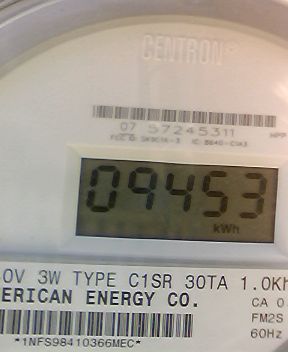 CENTRON®
07 57245311
09453
kWh
0V 3W TYPE C1SR 30TA 1.0Kh
ERICAN ENERGY CO.
CA 0
FM2S
60Hz
*1NFS98410366MEC*